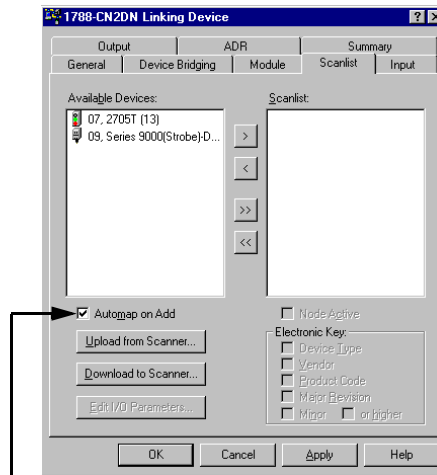 1788-CN2DN Linking Device
Output ADR Summary
General Device Bridging Module Scanlist Input
Available Devices:
07, 2705T (13)
09, Series 9000(Strobe)-D...
Scanlist:
>
<
>>
<<
Automap on Add
Upload from Scanner...
Download to Scanner...
Edit I/O Parameters...
Node Active
Electronic Key:
Device Type
Vendor
Product Code
Major Revision
Minor or higher
OK Cancel Apply Help